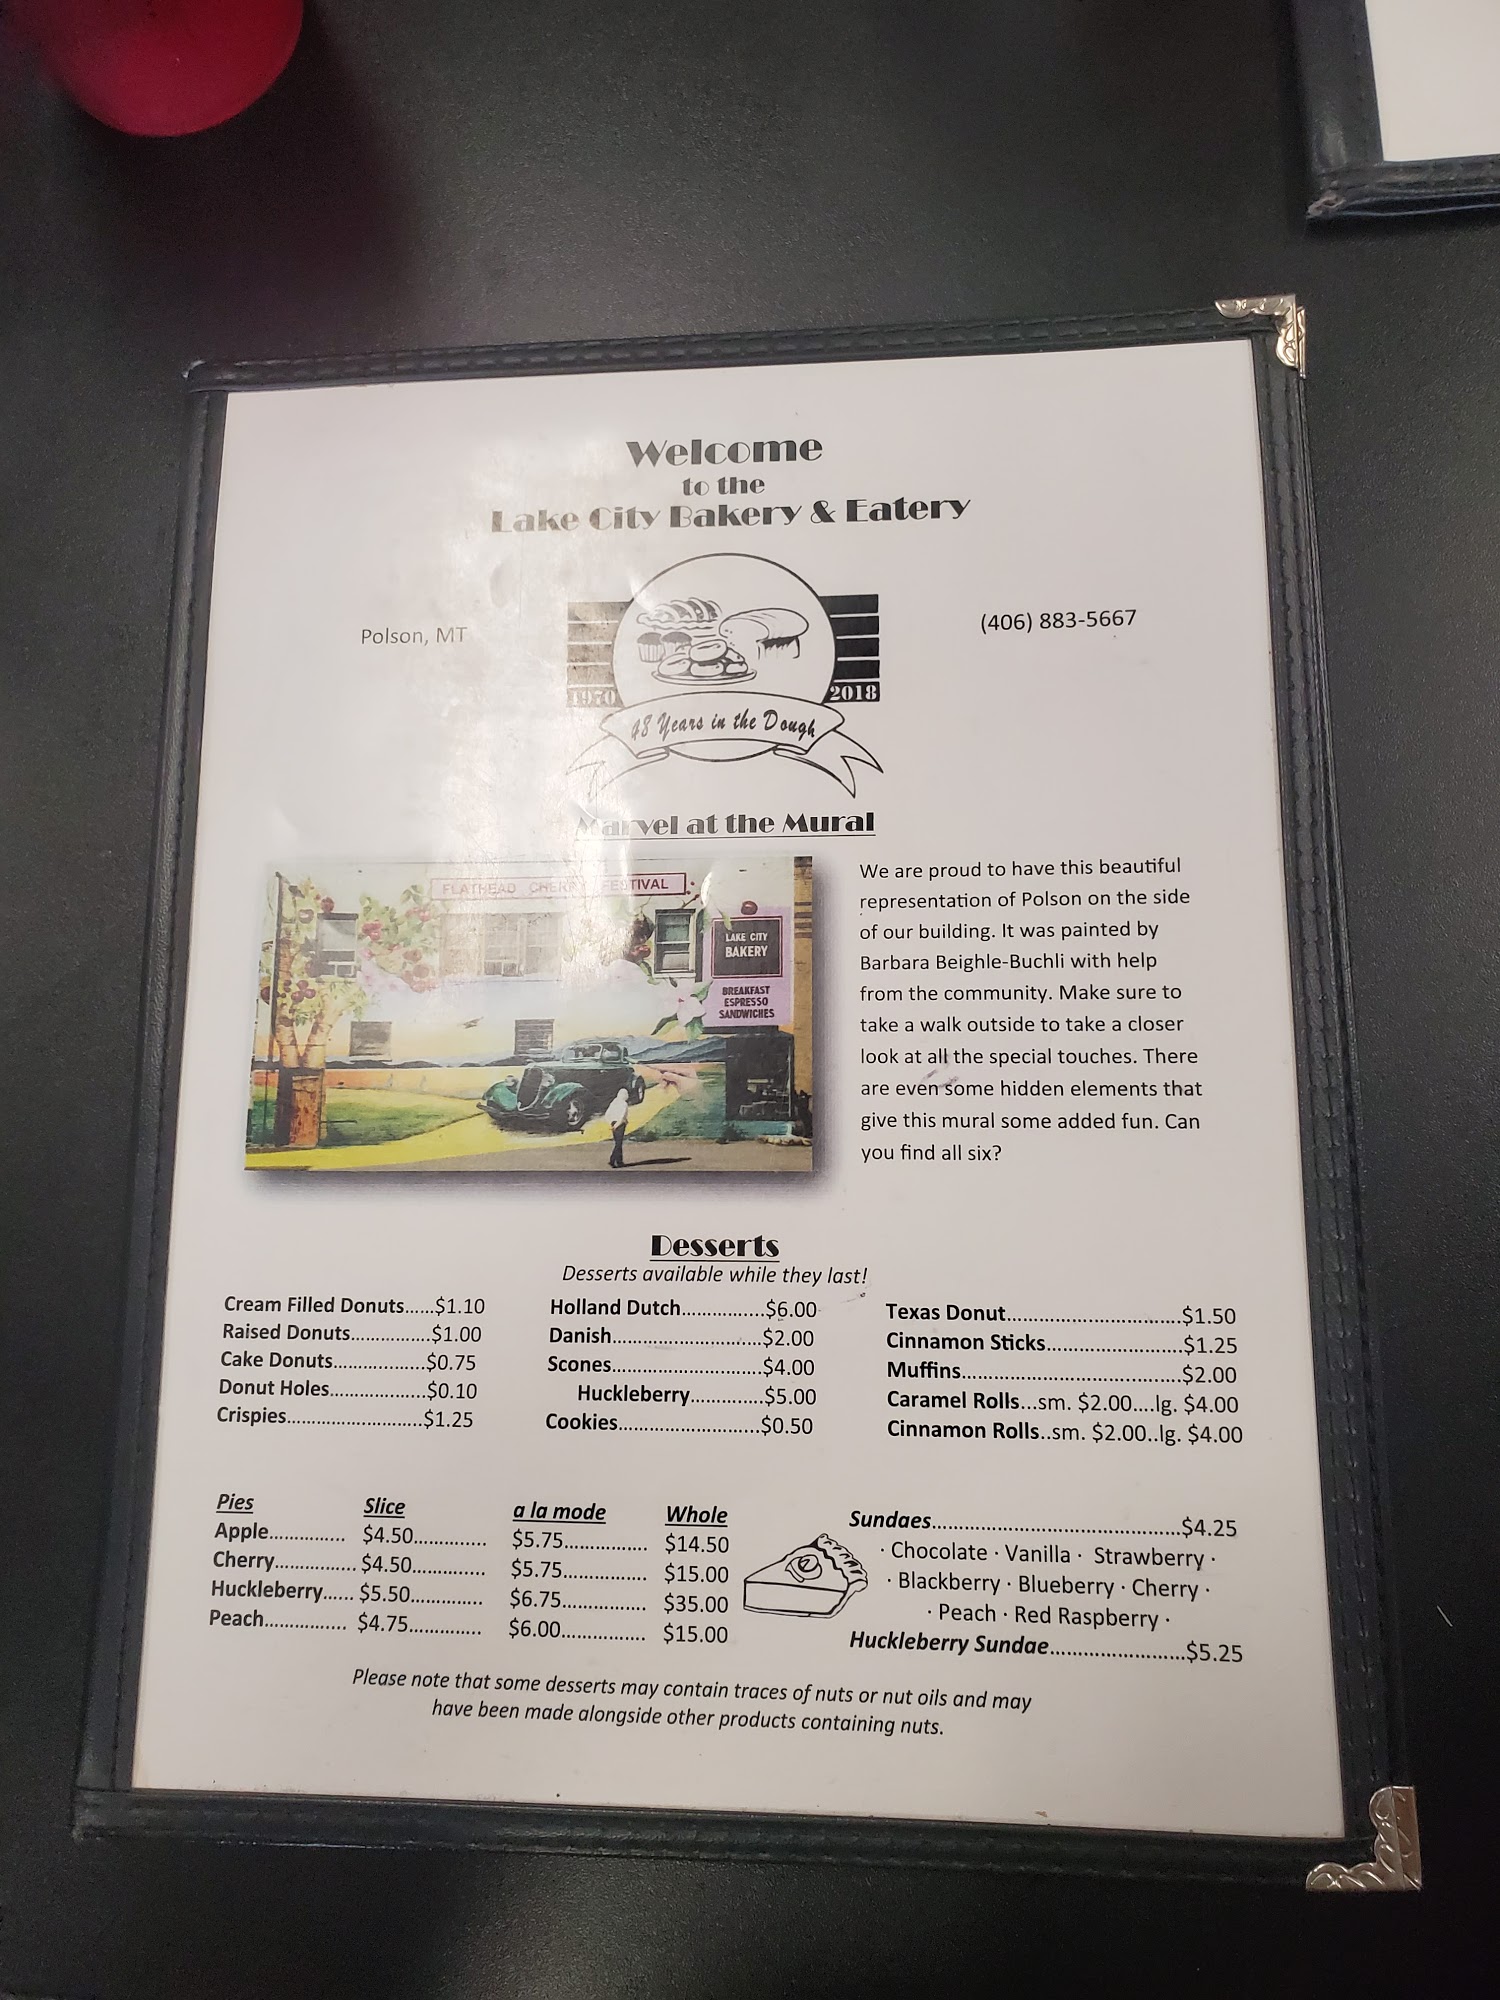 Welcome
to the
Lake City Bakery & Eatery
Polson, MT
(406) 883-5667
1970
2018
48 Years in the Dough
Marvel at the Mural
FLATHEAD CHERRY FESTIVAL
LAKE CITY
BAKERY
BREAKFAST
ESPRESSO
SANDWICHES
We are proud to have this beautiful
representation of Polson on the side
of our building. It was painted by
Barbara Beighle-Buchli with help
from the community. Make sure to
take a walk outside to take a closer
look at all the special touches. There
are even some hidden elements that
give this mural some added fun. Can
you find all six?
Desserts
Desserts available while they last!
Cream Filled Donuts......$1.10
Raised Donuts................$1.00
Cake Donuts....................$0.75
Donut Holes.....................$0.10
Crispies.............................$1.25
Holland Dutch................$6.00
Danish..............................$2.00
Scones..............................$4.00
Huckleberry..............$5.00
Cookies............................$0.50
Texas Donut...................................$1.50
Cinnamon Sticks...........................$1.25
Muffins...........................................$2.00
Caramel Rolls...sm. $2.00....lg. $4.00
Cinnamon Rolls..sm. $2.00..lg. $4.00
Pies Slice a la mode Whole
Apple.............. $4.50.............. $5.75................ $14.50
Cherry............... $4.50.............. $5.75................ $15.00
Huckleberry...... $5.50.............. $6.75................ $35.00
Peach................ $4.75.............. $6.00................ $15.00
Sundaes................................................$4.25
· Chocolate · Vanilla · Strawberry ·
· Blackberry · Blueberry · Cherry ·
· Peach · Red Raspberry ·
Huckleberry Sundae..........................$5.25
Please note that some desserts may contain traces of nuts or nut oils and may
have been made alongside other products containing nuts.